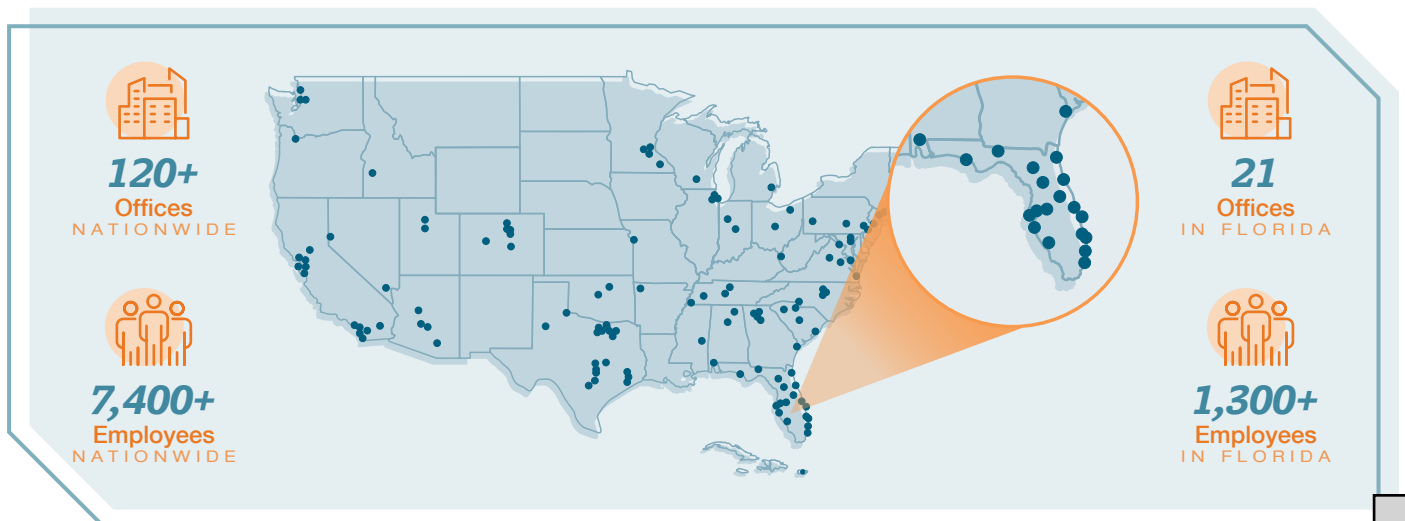 120+
Offices
NATIONWIDE
7,400+
Employees
NATIONWIDE
21
Offices
IN FLORIDA
1,300+
Employees
IN FLORIDA